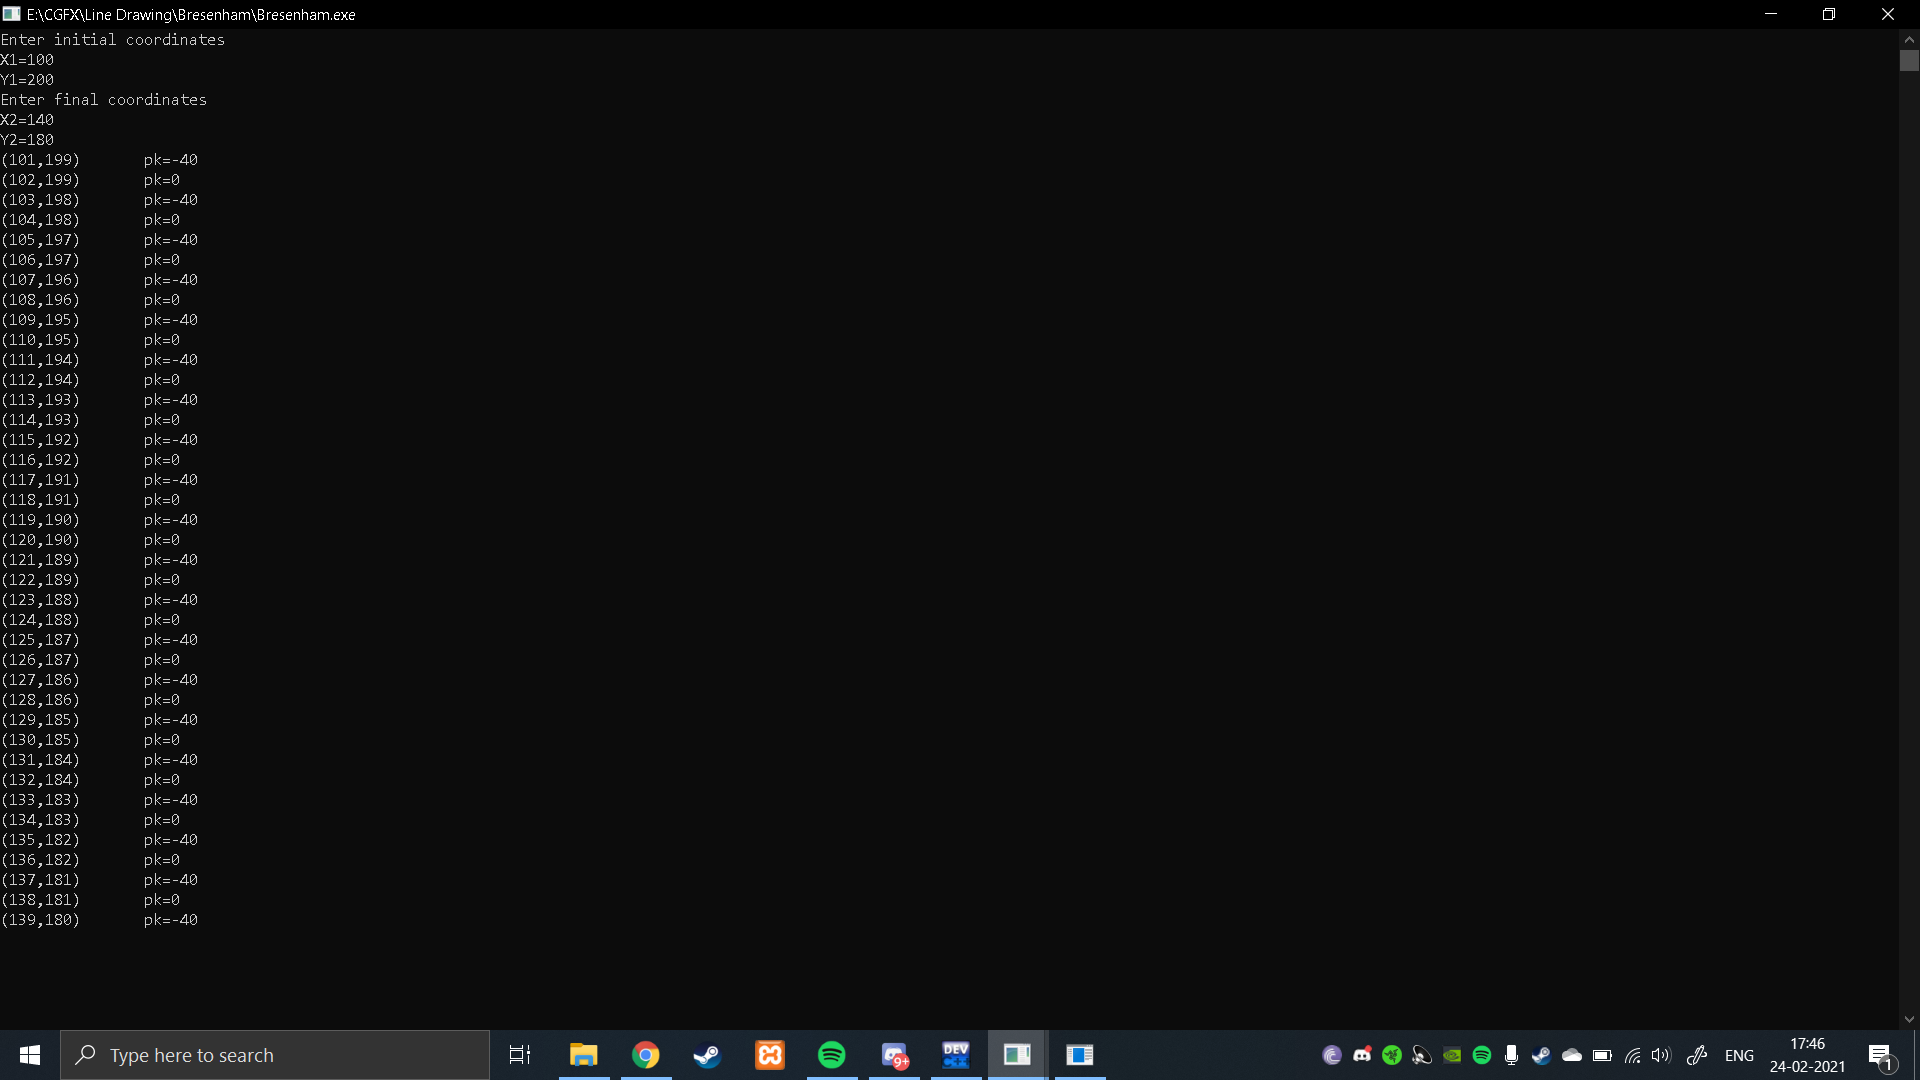 E:\CGFX\Line Drawing\Bresenham\Bresenham.exe
Enter initial coordinates
X1=100
Y1=200
Enter final coordinates
X2=140
Y2=180
(101,199) pk=-40
(102,199) pk=0
(103,198) pk=-40
(104,198) pk=0
(105,197) pk=-40
(106,197) pk=0
(107,196) pk=-40
(108,196) pk=0
(109,195) pk=-40
(110,195) pk=0
(111,194) pk=-40
(112,194) pk=0
(113,193) pk=-40
(114,193) pk=0
(115,192) pk=-40
(116,192) pk=0
(117,191) pk=-40
(118,191) pk=0
(119,190) pk=-40
(120,190) pk=0
(121,189) pk=-40
(122,189) pk=0
(123,188) pk=-40
(124,188) pk=0
(125,187) pk=-40
(126,187) pk=0
(127,186) pk=-40
(128,186) pk=0
(129,185) pk=-40
(130,185) pk=0
(131,184) pk=-40
(132,184) pk=0
(133,183) pk=-40
(134,183) pk=0
(135,182) pk=-40
(136,182) pk=0
(137,181) pk=-40
(138,181) pk=0
(139,180) pk=-40
Type here to search
9+
DEV
C++
ENG
17:46
24-02-2021
1